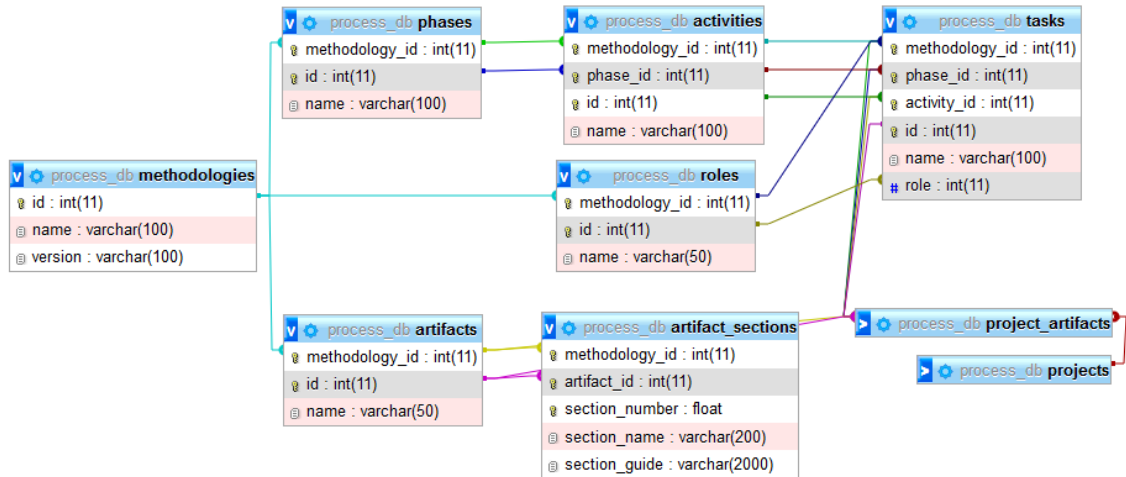 v process_db phases
methodology_id : int(11)
id : int(11)
name : varchar(100)
v process_db activities
methodology_id : int(11)
phase_id : int(11)
id : int(11)
name : varchar(100)
v process_db tasks
methodology_id : int(11)
phase_id : int(11)
activity_id : int(11)
id : int(11)
name : varchar(100)
# role : int(11)
v process_db methodologies
id : int(11)
name : varchar(100)
version : varchar(100)
v process_db roles
methodology_id : int(11)
id : int(11)
name : varchar(50)
v process_db artifacts
methodology_id : int(11)
id : int(11)
name : varchar(50)
v process_db artifact_sections
methodology_id : int(11)
artifact_id : int(11)
section_number : float
section_name : varchar(200)
section_guide : varchar(2000)
> process_db project_artifacts
> process_db projects